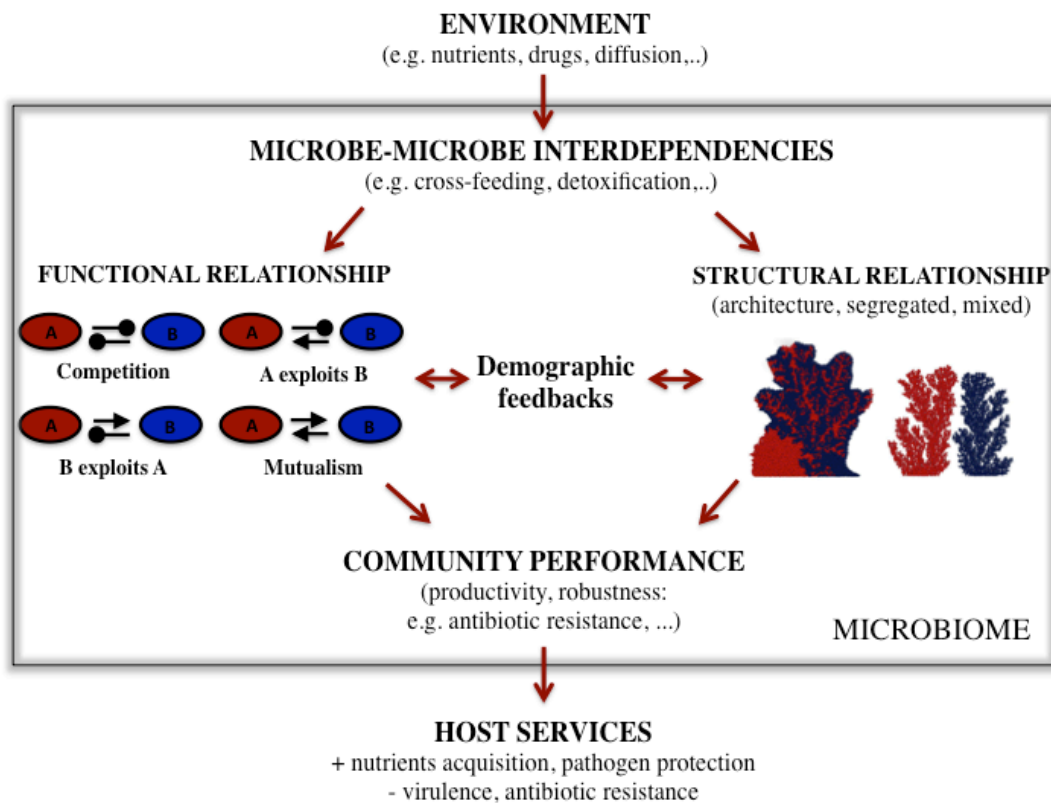 ENVIRONMENT
(e.g. nutrients, drugs, diffusion,..)
MICROBE-MICROBE INTERDEPENDENCIES
(e.g. cross-feeding, detoxification,..)
FUNCTIONAL RELATIONSHIP
A B
Competition
A B
A exploits B
A B
B exploits A
A B
Mutualism
Demographic
feedbacks
STRUCTURAL RELATIONSHIP
(architecture, segregated, mixed)
COMMUNITY PERFORMANCE
(productivity, robustness:
e.g. antibiotic resistance, ...)
MICROBIOME
HOST SERVICES
+ nutrients acquisition, pathogen protection
- virulence, antibiotic resistance